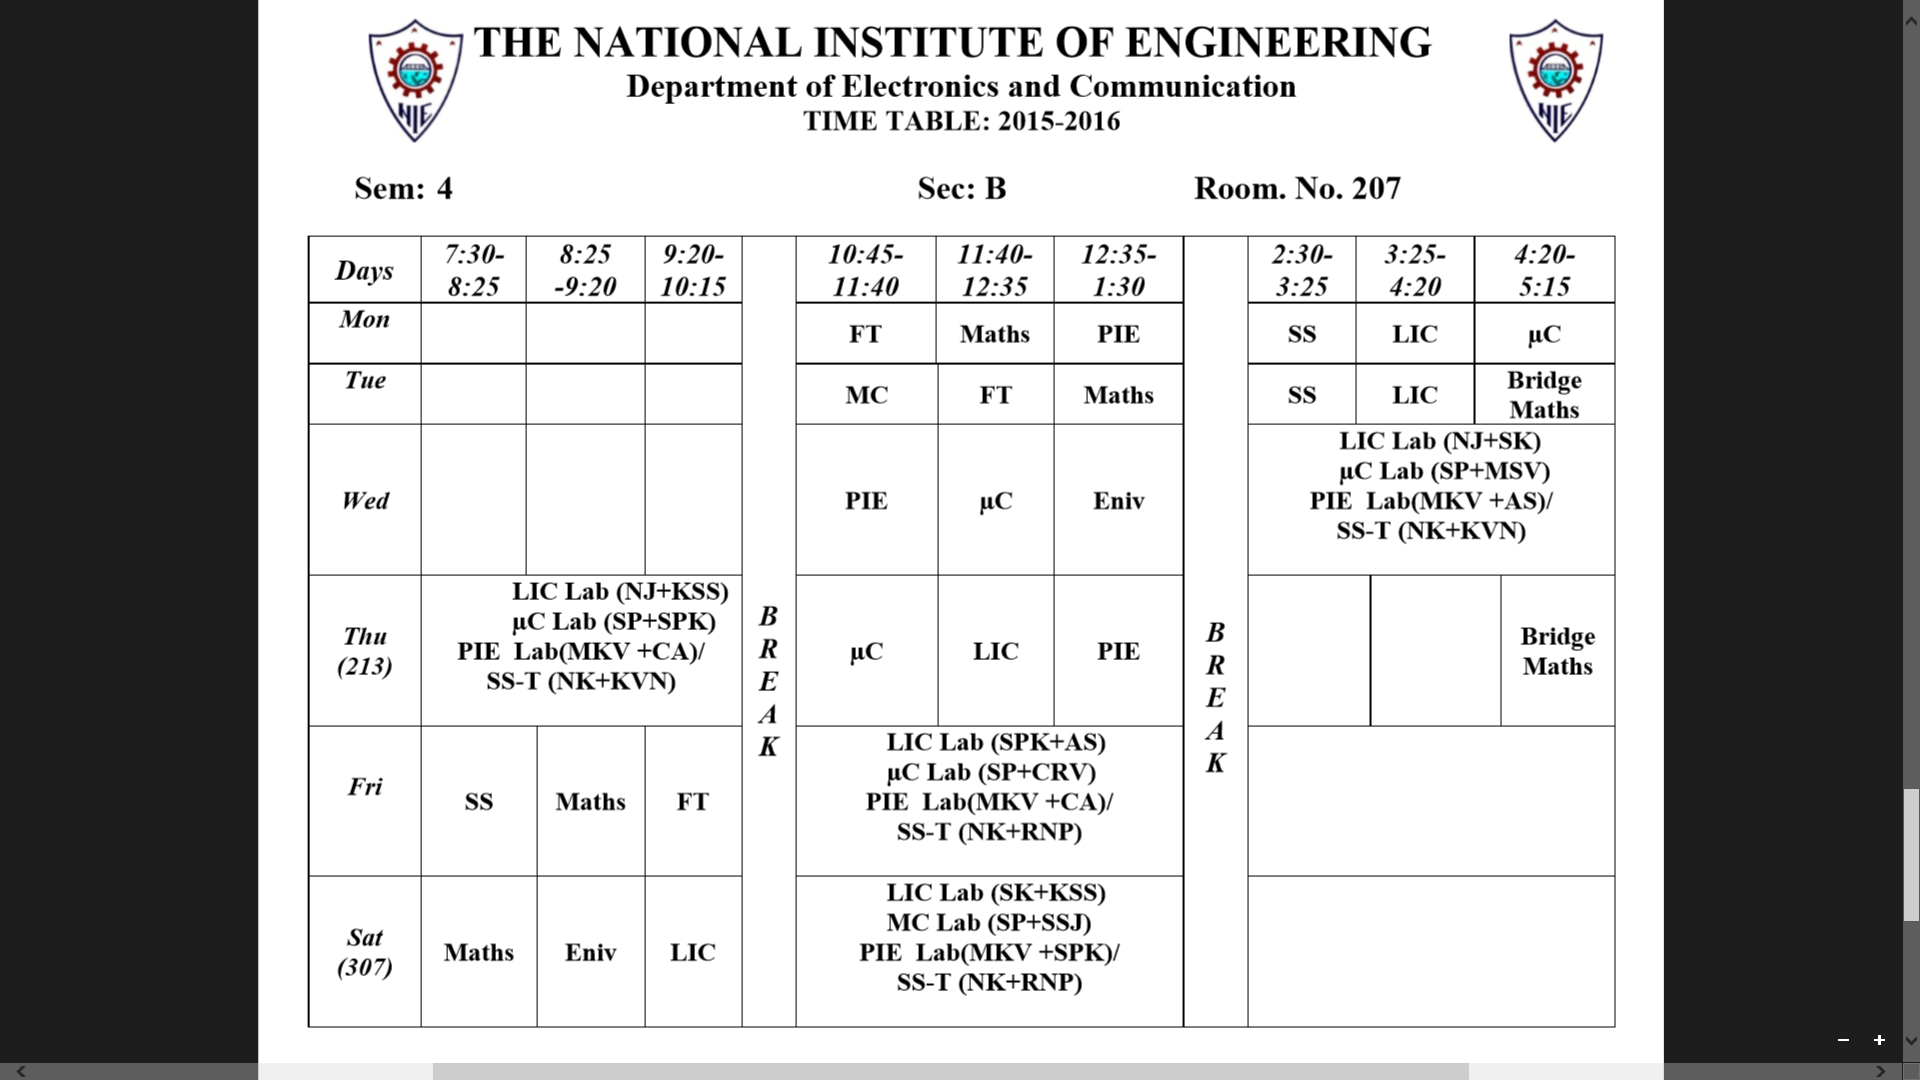 THE NATIONAL INSTITUTE OF ENGINEERING
Department of Electronics and Communication
TIME TABLE: 2015-2016
NIE
NIE
Sem: 4 Sec: B Room. No. 207
Days
7:30-
8:25
8:25
-9:20
9:20-
10:15
10:45-
11:40
11:40-
12:35
12:35-
1:30
2:30-
3:25
3:25-
4:20
4:20-
5:15
Mon
FT
Maths
PIE
SS
LIC
µC
Tue
MC
FT
Maths
SS
LIC
Bridge
Maths
Wed
PIE
µC
Eniv
LIC Lab (NJ+SK)
µC Lab (SP+MSV)
PIE Lab(MKV +AS)/
SS-T (NK+KVN)
Thu
(213)
LIC Lab (NJ+KSS)
µC Lab (SP+SPK)
PIE Lab(MKV +CA)/
SS-T (NK+KVN)
B
R
E
A
K
µC
LIC
PIE
B
R
E
A
K
Bridge
Maths
Fri
SS
Maths
FT
LIC Lab (SPK+AS)
µC Lab (SP+CRV)
PIE Lab(MKV +CA)/
SS-T (NK+RNP)
Sat
(307)
Maths
Eniv
LIC
LIC Lab (SK+KSS)
MC Lab (SP+SSJ)
PIE Lab(MKV +SPK)/
SS-T (NK+RNP)